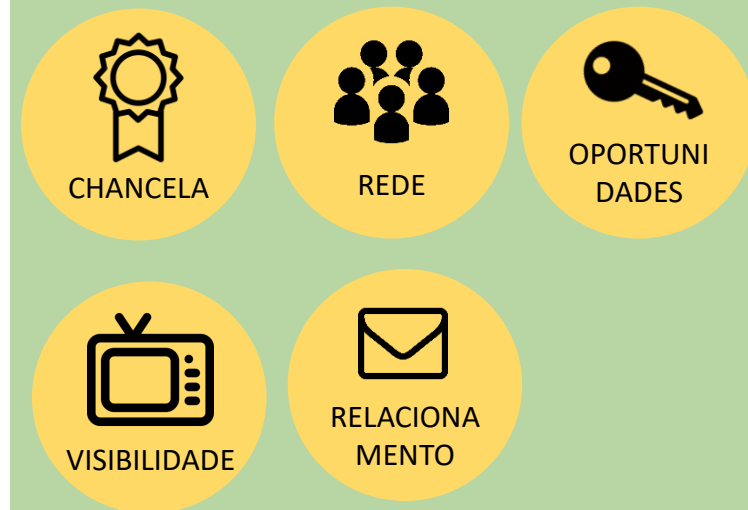 CHANCELA
REDE
OPORTUNI
DADES
VISIBILIDADE
RELACIONA
MENTO